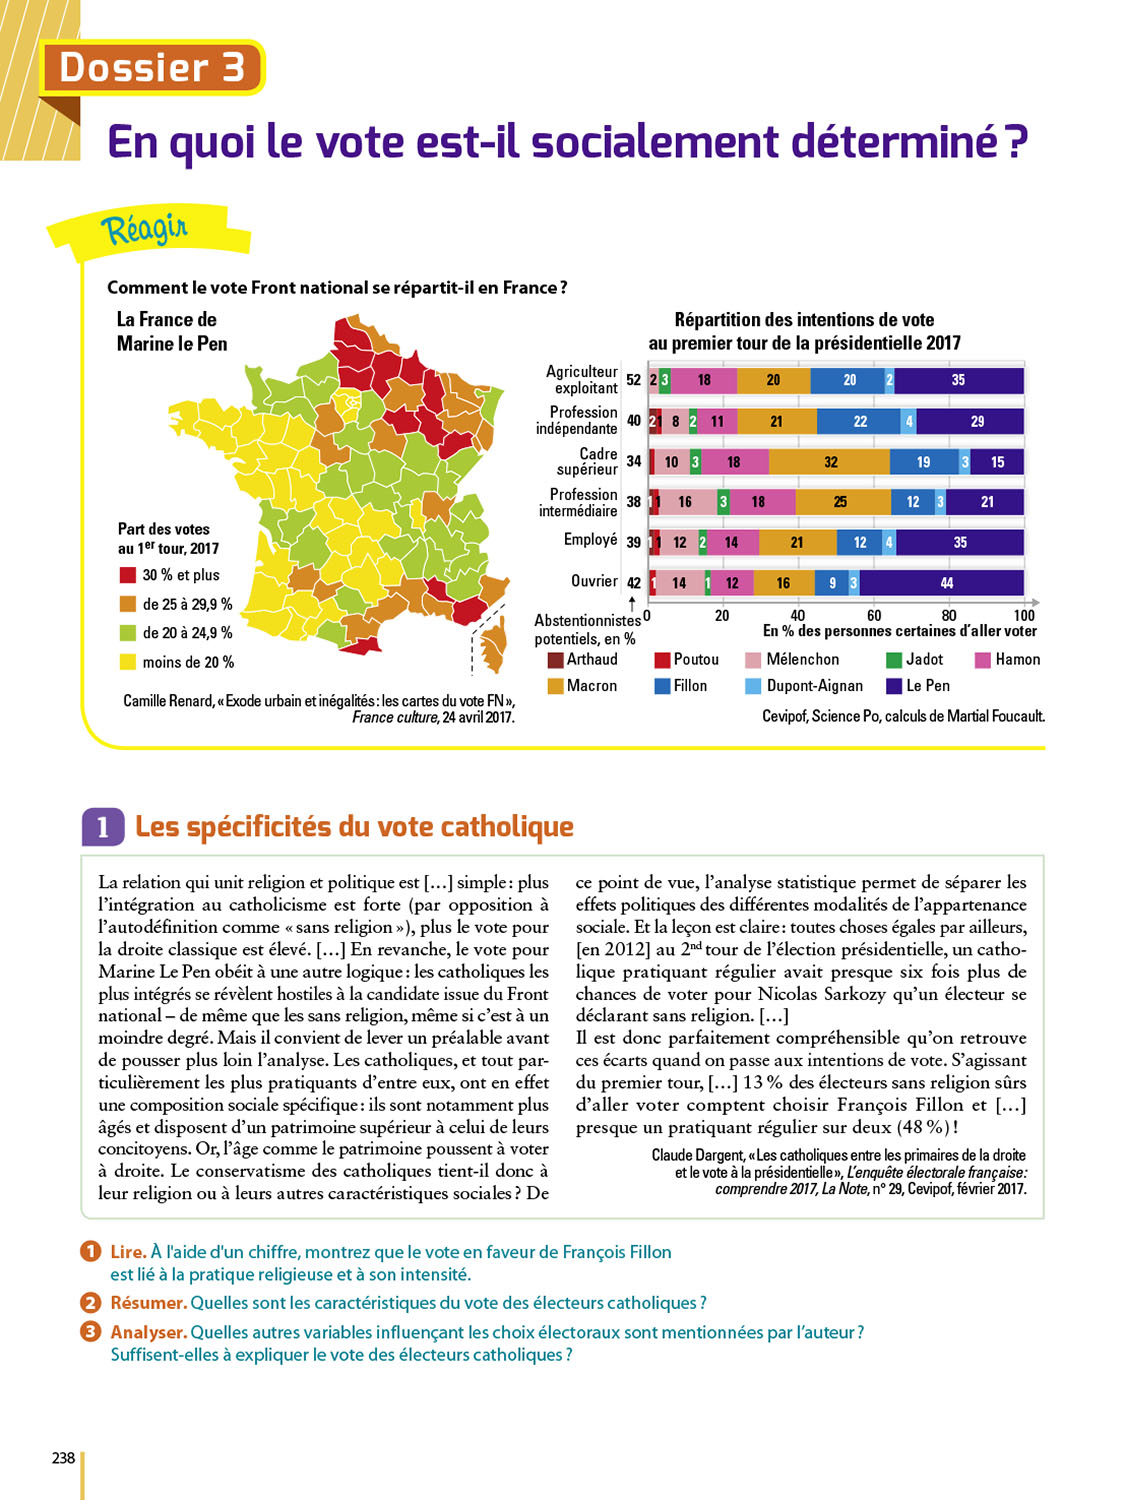 Dossier 3
En quoi le vote est-il socialement déterminé ?
Réagir
Comment le vote Front national se répartit-il en France ?
La France de
Marine le Pen
Part des votes
au 1er tour, 2017
30 % et plus
de 25 à 29,9 %
de 20 à 24,9 %
moins de 20 %
Camille Renard, « Exode urbain et inégalités : les cartes du vote FN »,
France culture, 24 avril 2017.
Répartition des intentions de vote
au premier tour de la présidentielle 2017
Agriculteur
exploitant 52 2 3 18 20 20 2 35
Profession
indépendante 40 2 1 8 2 11 21 22 4 29
Cadre
supérieur 34 10 3 18 32 19 3 15
Profession
intermédiaire 38 1 1 16 3 18 25 12 3 21
Employé 39 1 1 12 2 14 21 12 4 35
Ouvrier 42 1 14 1 12 16 9 3 44
0 20 40 60 80 100
Abstentionnistes
potentiels, en %
En % des personnes certaines d'aller voter
Arthaud Poutou Mélenchon Jadot Hamon
Macron Fillon Dupont-Aignan Le Pen
Cevipof, Science Po, calculs de Martial Foucault.
1 Les spécificités du vote catholique
La relation qui unit religion et politique est […] simple : plus
l'intégration au catholicisme est forte (par opposition à
l'autodéfinition comme « sans religion »), plus le vote pour
la droite classique est élevé. […] En revanche, le vote pour
Marine Le Pen obéit à une autre logique : les catholiques les
plus intégrés se révèlent hostiles à la candidate issue du Front
national – de même que les sans religion, même si c'est à un
moindre degré. Mais il convient de lever un préalable avant
de pousser plus loin l'analyse. Les catholiques, et tout par-
ticulièrement les plus pratiquants d'entre eux, ont en effet
une composition sociale spécifique : ils sont notamment plus
âgés et disposent d'un patrimoine supérieur à celui de leurs
concitoyens. Or, l'âge comme le patrimoine poussent à voter
à droite. Le conservatisme des catholiques tient-il donc à
leur religion ou à leurs autres caractéristiques sociales ? De
ce point de vue, l'analyse statistique permet de séparer les
effets politiques des différentes modalités de l'appartenance
sociale. Et la leçon est claire : toutes choses égales par ailleurs,
[en 2012] au 2nd tour de l'élection présidentielle, un catho-
lique pratiquant régulier avait presque six fois plus de
chances de voter pour Nicolas Sarkozy qu'un électeur se
déclarant sans religion. […]
Il est donc parfaitement compréhensible qu'on retrouve
ces écarts quand on passe aux intentions de vote. S'agissant
du premier tour, […] 13 % des électeurs sans religion sûrs
d'aller voter comptent choisir François Fillon et […]
presque un pratiquant régulier sur deux (48 %) !
Claude Dargent, « Les catholiques entre les primaires de la droite
et le vote à la présidentielle », L'enquête électorale française :
comprendre 2017, La Note, n° 29, Cevipof, février 2017.
1 Lire. À l'aide d'un chiffre, montrez que le vote en faveur de François Fillon
est lié à la pratique religieuse et à son intensité.
2 Résumer. Quelles sont les caractéristiques du vote des électeurs catholiques ?
3 Analyser. Quelles autres variables influençant les choix électoraux sont mentionnées par l'auteur ?
Suffisent-elles à expliquer le vote des électeurs catholiques ?
238